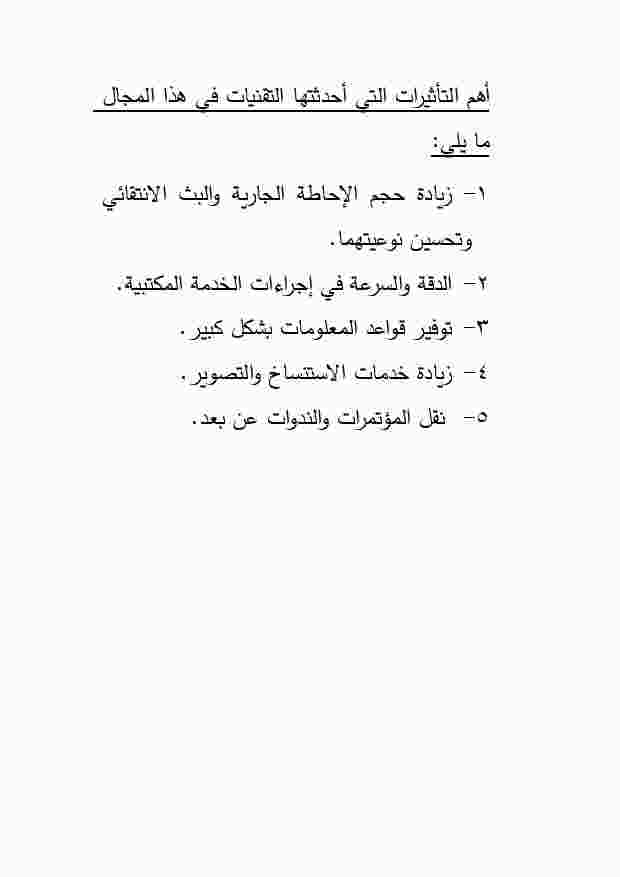 أهم التأثيرات التي أحدثتها التقنيات في هذا المجال
ما يلي:
١- زيادة حجم الإحاطة الجارية والبث الانتقائي
وتحسين نوعيتهما.
٢- الدقة والسرعة في إجراءات الخدمة المكتبية.
٣- توفير قواعد المعلومات بشكل كبير.
٤- زيادة خدمات الاستنساخ والتصوير.
٥- نقل المؤتمرات والندوات عن بعد.